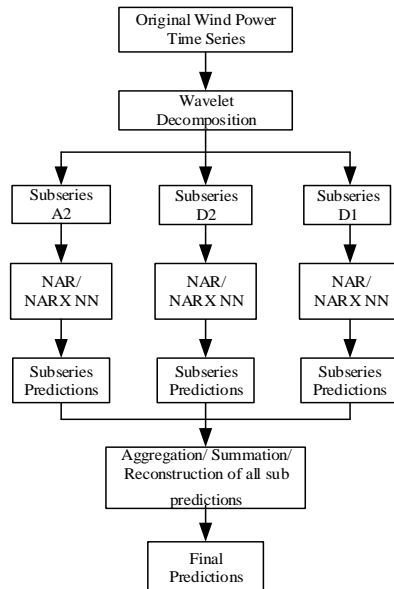 Original Wind Power
Time Series
Wavelet
Decomposition
Subseries
A2
Subseries
D2
Subseries
D1
NAR/
NARX NN
NAR/
NARX NN
NAR/
NARX NN
Subseries
Predictions
Subseries
Predictions
Subseries
Predictions
Aggregation/ Summation/
Reconstruction of all sub
predictions
Final
Predictions